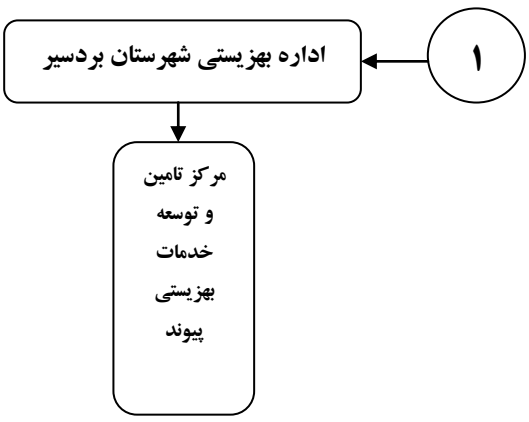 ۱
اداره بهزیستی شهرستان بردسیر
مرکز تامین
و توسعه
خدمات
بهزیستی
پیوند